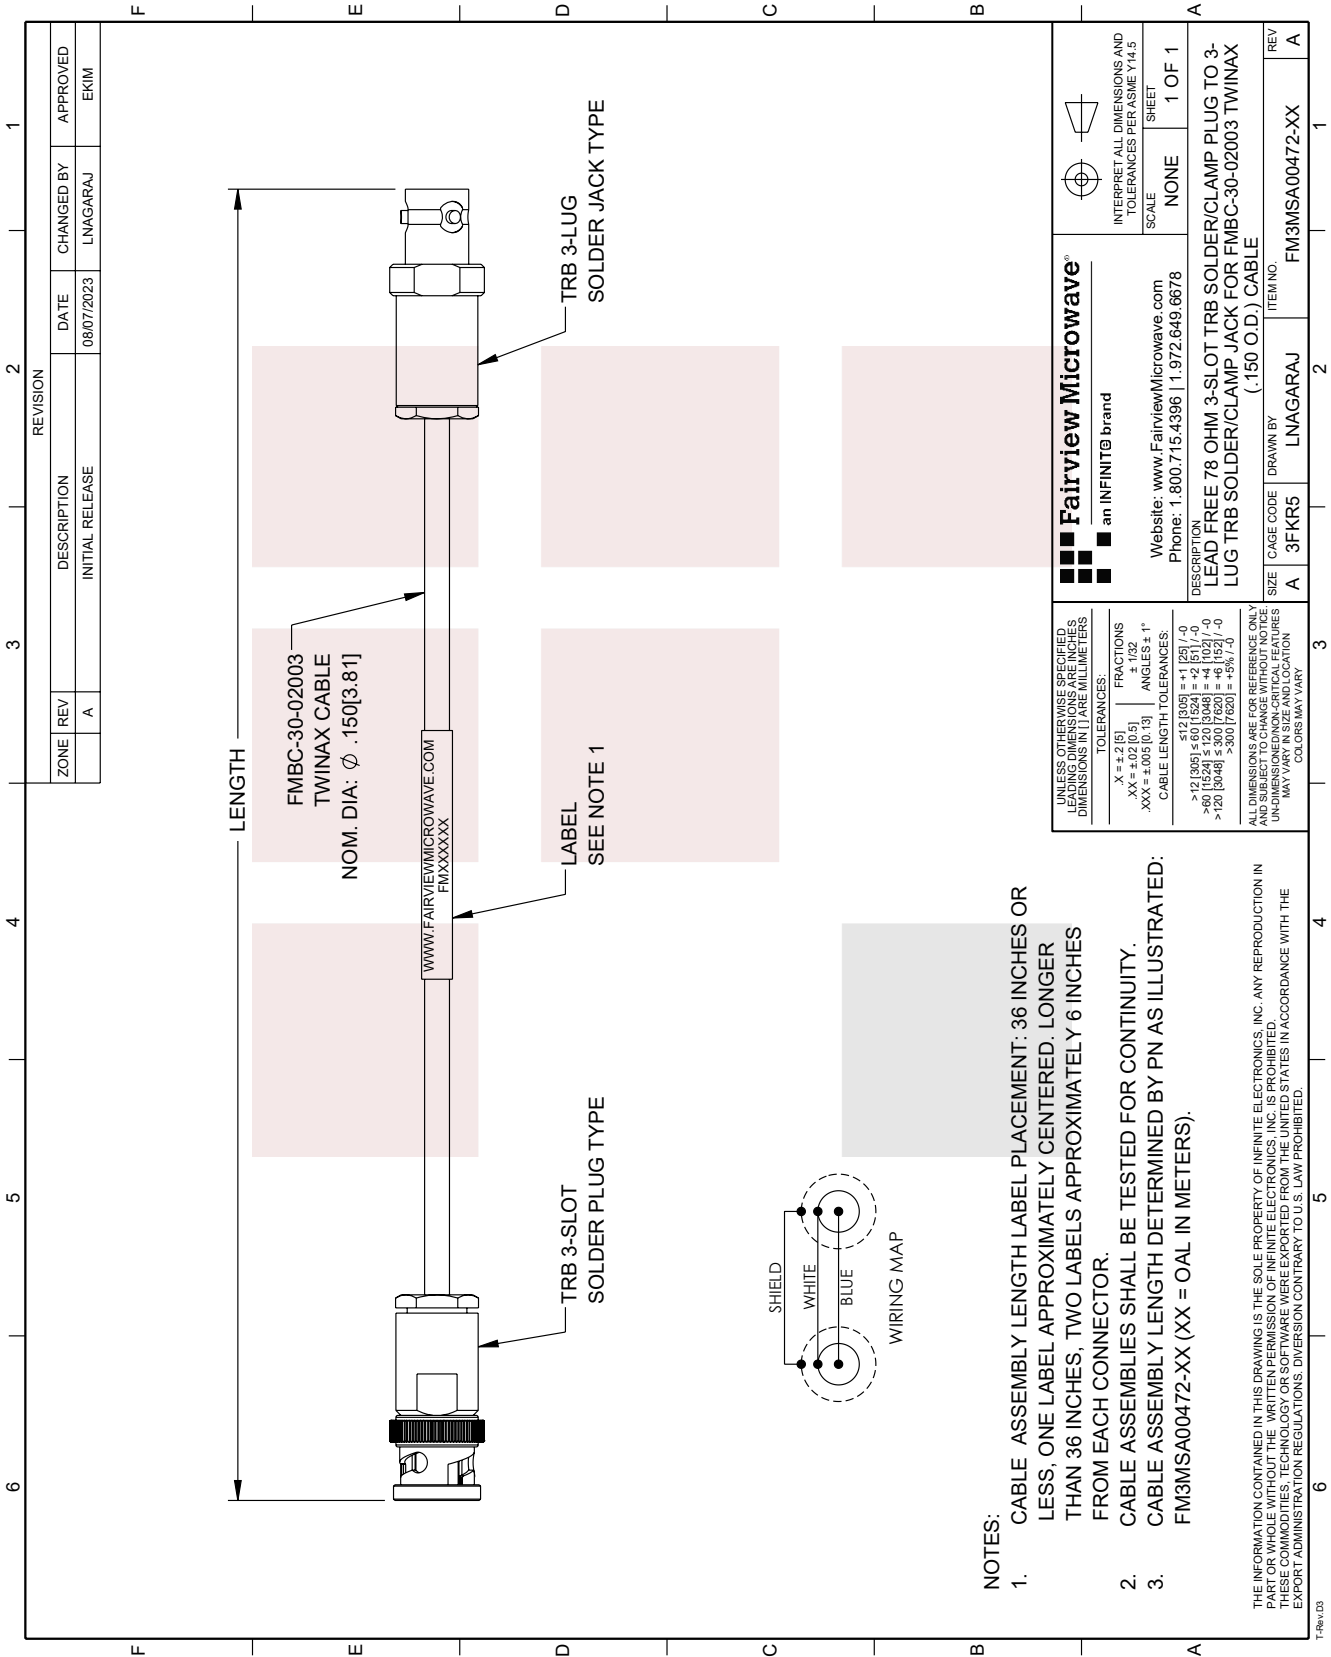 6
5
4
3
2
1
F
E
D
C
B
A
REVISION
ZONE
REV
DESCRIPTION
DATE
CHANGED BY
APPROVED
A
INITIAL RELEASE
08/07/2023
LNAGARAJ
EKIM
LENGTH
FMBC-30-02003
TWINAX CABLE
NOM. DIA: ∅ .150[3.81]
WWW.FAIRVIEWMICROWAVE.COM
FMXXXXXX
TRB 3-SLOT
SOLDER PLUG TYPE
LABEL
SEE NOTE 1
TRB 3-LUG
SOLDER JACK TYPE
SHIELD
WHITE
BLUE
WIRING MAP
NOTES:
1. CABLE ASSEMBLY LENGTH LABEL PLACEMENT: 36 INCHES OR
LESS, ONE LABEL APPROXIMATELY CENTERED. LONGER
THAN 36 INCHES, TWO LABELS APPROXIMATELY 6 INCHES
FROM EACH CONNECTOR.
2. CABLE ASSEMBLIES SHALL BE TESTED FOR CONTINUITY.
3. CABLE ASSEMBLY LENGTH DETERMINED BY PN AS ILLUSTRATED:
FM3MSA00472-XX (XX = OAL IN METERS).
THE INFORMATION CONTAINED IN THIS DRAWING IS THE SOLE PROPERTY OF INFINITE ELECTRONICS, INC. ANY REPRODUCTION IN
PART OR WHOLE WITHOUT THE WRITTEN PERMISSION OF INFINITE ELECTRONICS, INC. IS PROHIBITED.
THESE COMMODITIES, TECHNOLOGY OR SOFTWARE WERE EXPORTED FROM THE UNITED STATES IN ACCORDANCE WITH THE
EXPORT ADMINISTRATION REGULATIONS. DIVERSION CONTRARY TO U.S. LAW PROHIBITED.
UNLESS OTHERWISE SPECIFIED
LEADING DIMENSIONS ARE INCHES
DIMENSIONS IN [ ] ARE MILLIMETERS
TOLERANCES:
.X = ±.2 [5]
.XX = ±.02 [0.5]
.XXX = ±.005 [0.13]
FRACTIONS
± 1/32
ANGLES ± 1°
CABLE LENGTH TOLERANCES:
≤12 [305] = +1 [25] / -0
>12 [305] ≤ 60 [1524] = +2 [51] / -0
>60 [1524] ≤ 120 [3048] = +4 [102] / -0
>120 [3048] ≤ 300 [7620] = +6 [152] / -0
>300 [7620] = +5% / -0
ALL DIMENSIONS ARE FOR REFERENCE ONLY
AND SUBJECT TO CHANGE WITHOUT NOTICE.
UN-DIMENSIONED/NON-CRITICAL FEATURES
MAY VARY IN SIZE AND LOCATION
COLORS MAY VARY
Fairview Microwave®
an INFINIT@ brand
Website: www.FairviewMicrowave.com
Phone: 1.800.715.4396 | 1.972.649.6678
INTERPRET ALL DIMENSIONS AND
TOLERANCES PER ASME Y14.5
SCALE
NONE
SHEET
1 OF 1
DESCRIPTION
LEAD FREE 78 OHM 3-SLOT TRB SOLDER/CLAMP PLUG TO 3-
LUG TRB SOLDER/CLAMP JACK FOR FMBC-30-02003 TWINAX
(.150 O.D.) CABLE
SIZE
A
CAGE CODE
3FKR5
DRAWN BY
LNAGARAJ
ITEM NO.
FM3MSA00472-XX
REV
A
F
E
D
C
B
A
6
5
4
3
2
1
T-Rev.D3